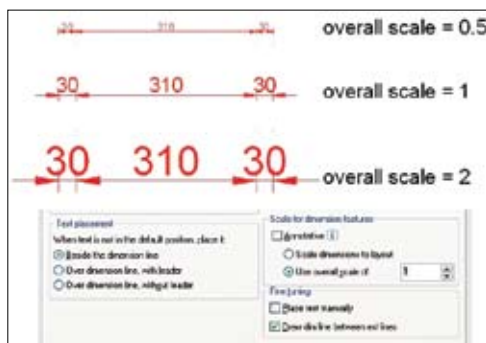 30 310 30 overall scale = 0.5
30 310 30 overall scale = 1
30 310 30 overall scale = 2
Text placement
When text is not in the default position, place it:
Beside the dimension line
Over dimension line, with leader
Over dimension line, without leader
Scale for dimension features
Annotative
Scale dimensions to layout
Use overall scale of: 1
Fine tuning
Place text manually
Draw dim line between ext lines